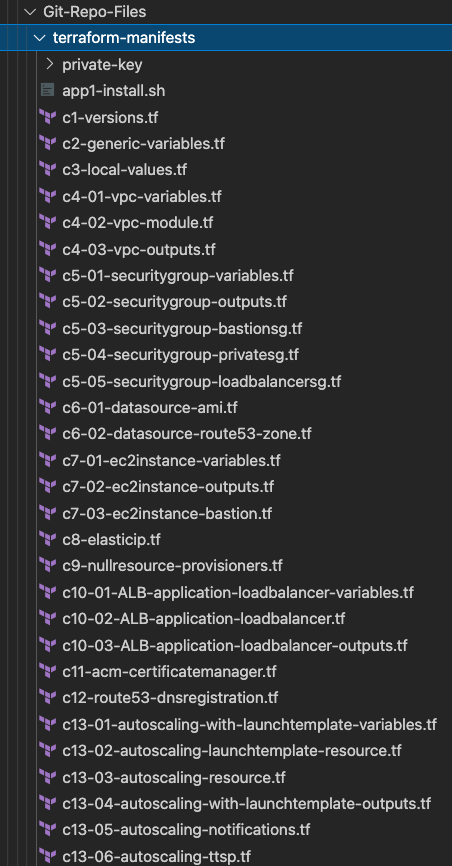 Git-Repo-Files
terraform-manifests
private-key
app1-install.sh
c1-versions.tf
c2-generic-variables.tf
c3-local-values.tf
c4-01-vpc-variables.tf
c4-02-vpc-module.tf
c4-03-vpc-outputs.tf
c5-01-securitygroup-variables.tf
c5-02-securitygroup-outputs.tf
c5-03-securitygroup-bastionsg.tf
c5-04-securitygroup-privatesg.tf
c5-05-securitygroup-loadbalancersg.tf
c6-01-datasource-ami.tf
c6-02-datasource-route53-zone.tf
c7-01-ec2instance-variables.tf
c7-02-ec2instance-outputs.tf
c7-03-ec2instance-bastion.tf
c8-elasticip.tf
c9-nullresource-provisioners.tf
c10-01-ALB-application-loadbalancer-variables.tf
c10-02-ALB-application-loadbalancer.tf
c10-03-ALB-application-loadbalancer-outputs.tf
c11-acm-certificatemanager.tf
c12-route53-dnsregistration.tf
c13-01-autoscaling-with-launchtemplate-variables.tf
c13-02-autoscaling-launchtemplate-resource.tf
c13-03-autoscaling-resource.tf
c13-04-autoscaling-with-launchtemplate-outputs.tf
c13-05-autoscaling-notifications.tf
c13-06-autoscaling-ttsp.tf